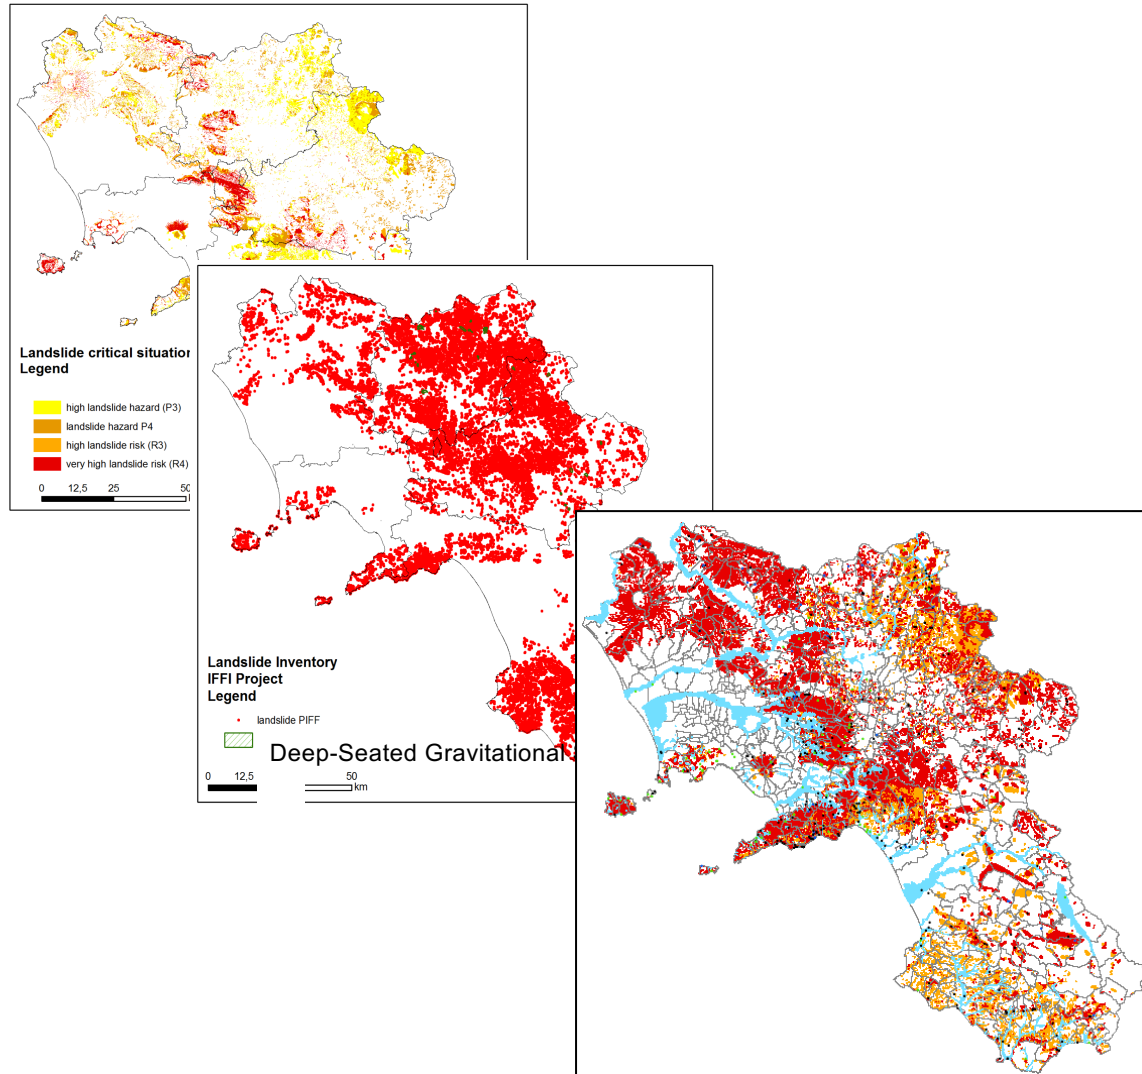 Landslide critical situation
Legend
high landslide hazard (P3)
landslide hazard P4
high landslide risk (R3)
very high landslide risk (R4)
0 12,5 25 50
Landslide Inventory
IFFI Project
Legend
landslide PIFF
Deep-Seated Gravitational
0 12,5 50
km